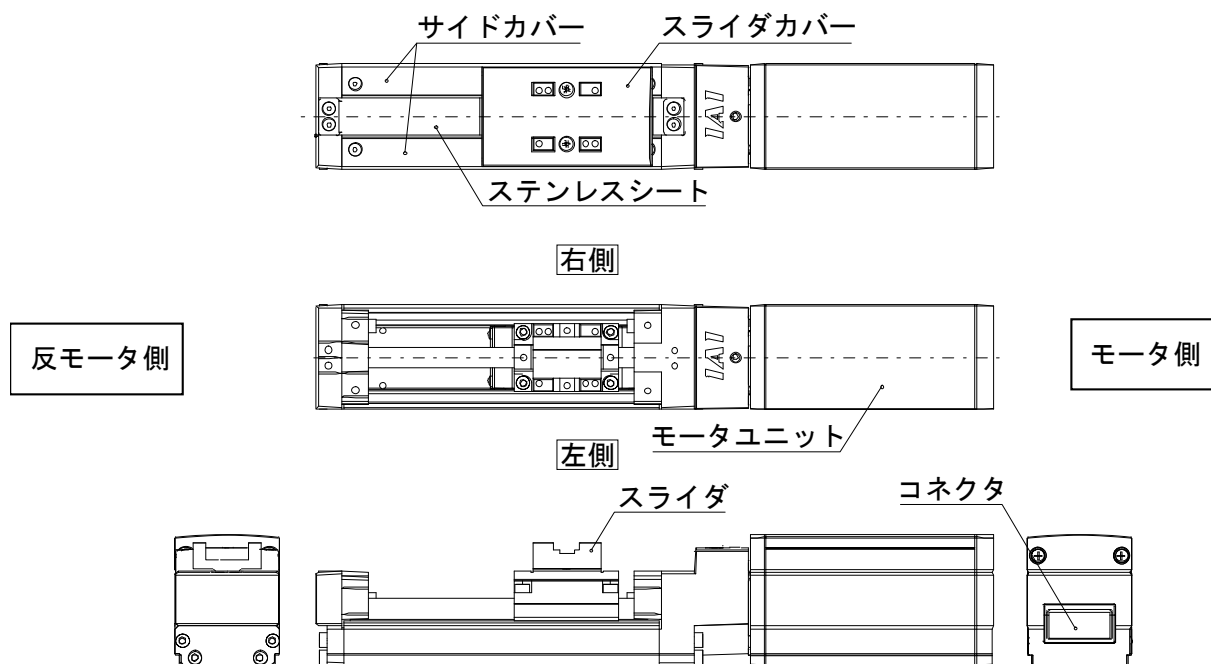 サイドカバー
スライダカバー
IAI
ステンレスシート
右側
反モータ側
IAI
モータ側
モータユニット
左側
スライダ
コネクタ